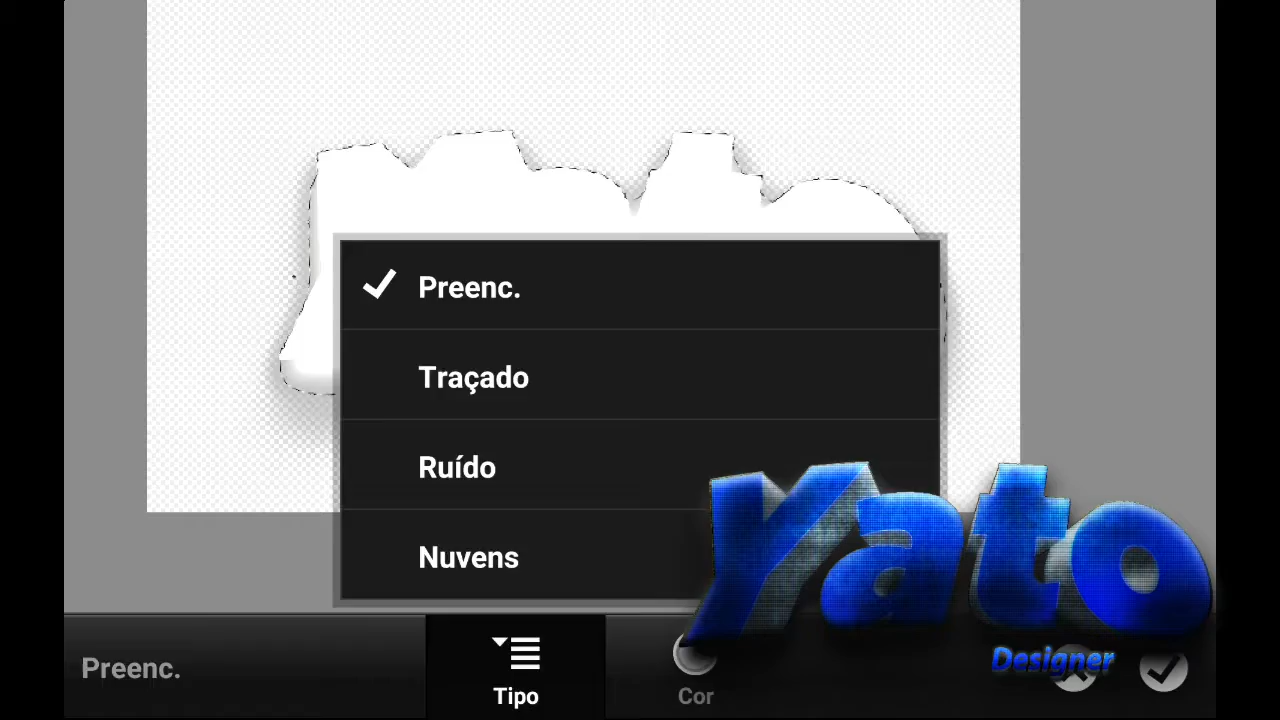 Preenc.
Traçado
Ruído
Nuvens
Yato
Designer
Preenc.
Tipo
Cor